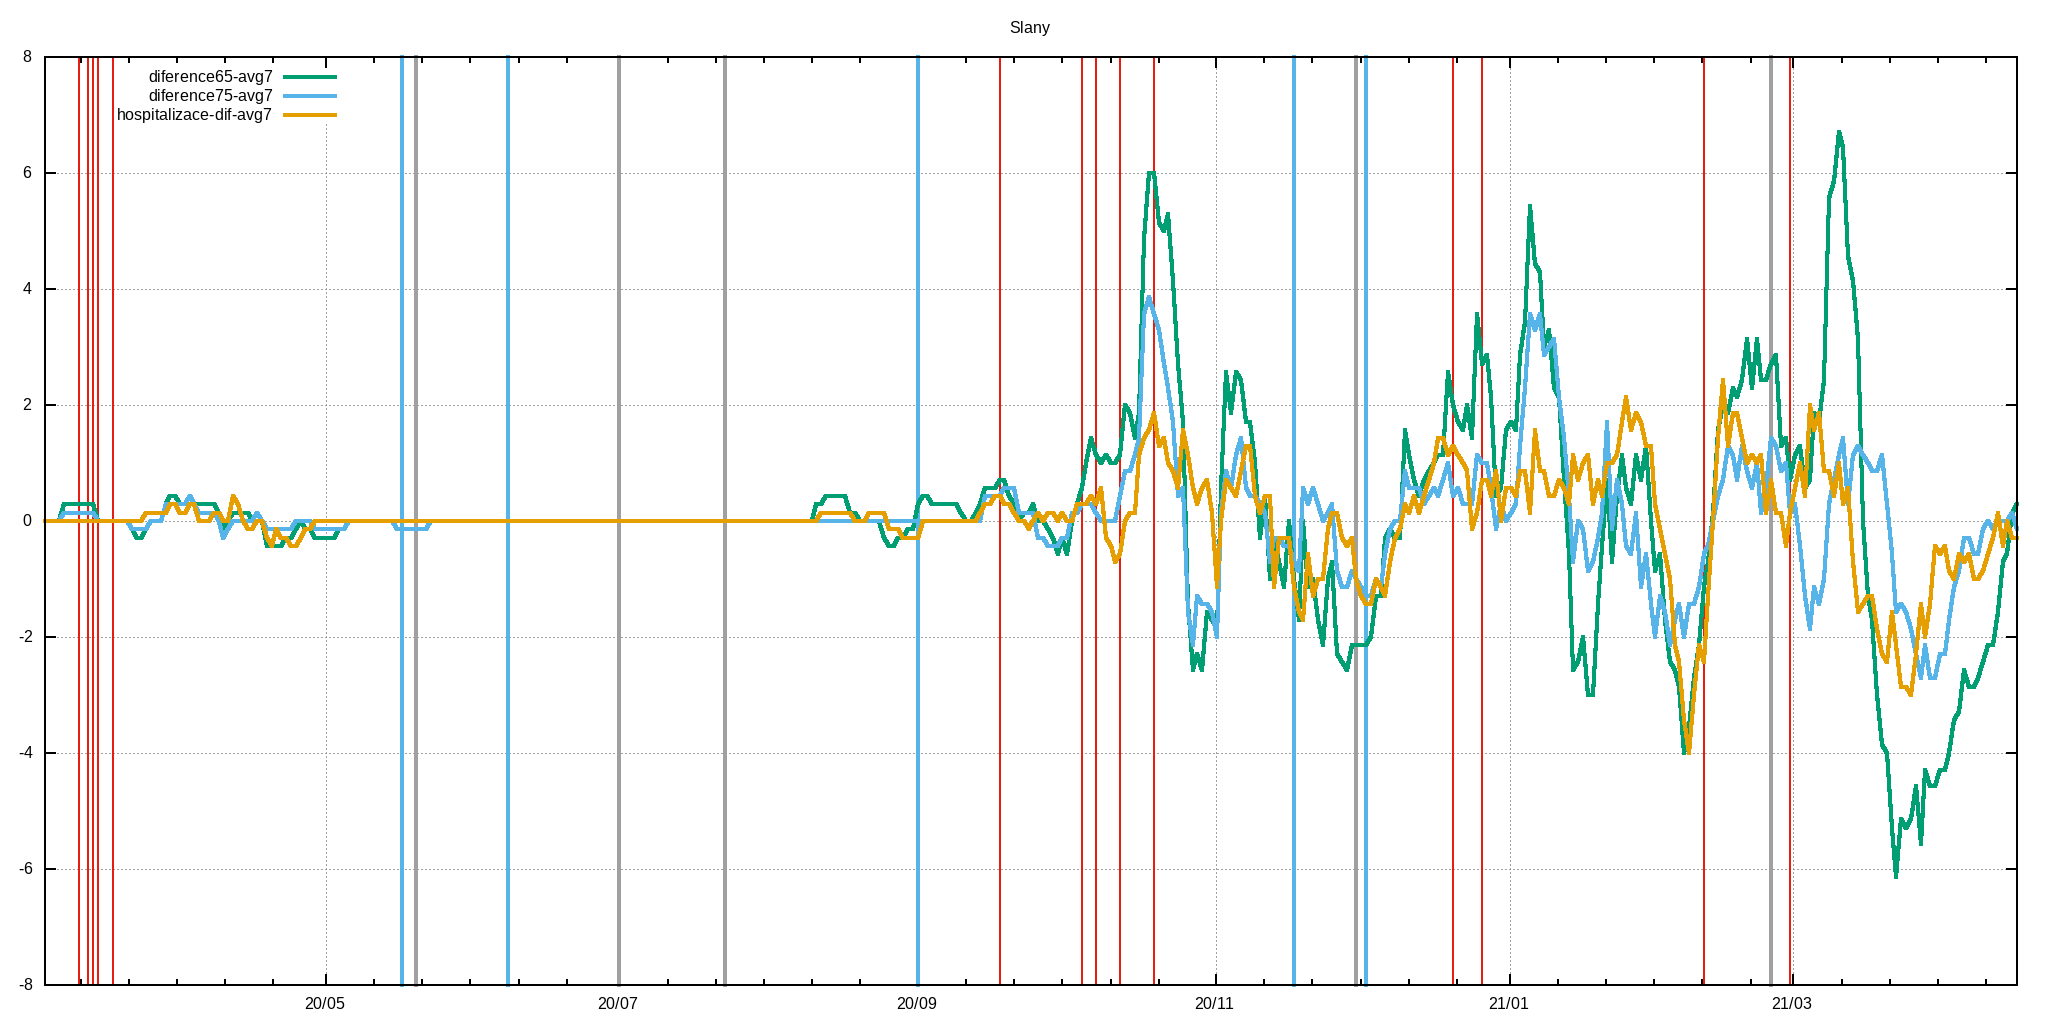 Slany
diference65-avg7
diference75-avg7
hospitalizace-dif-avg7
8
6
4
2
0
-2
-4
-6
-8
20/05 20/07 20/09 20/11 21/01 21/03